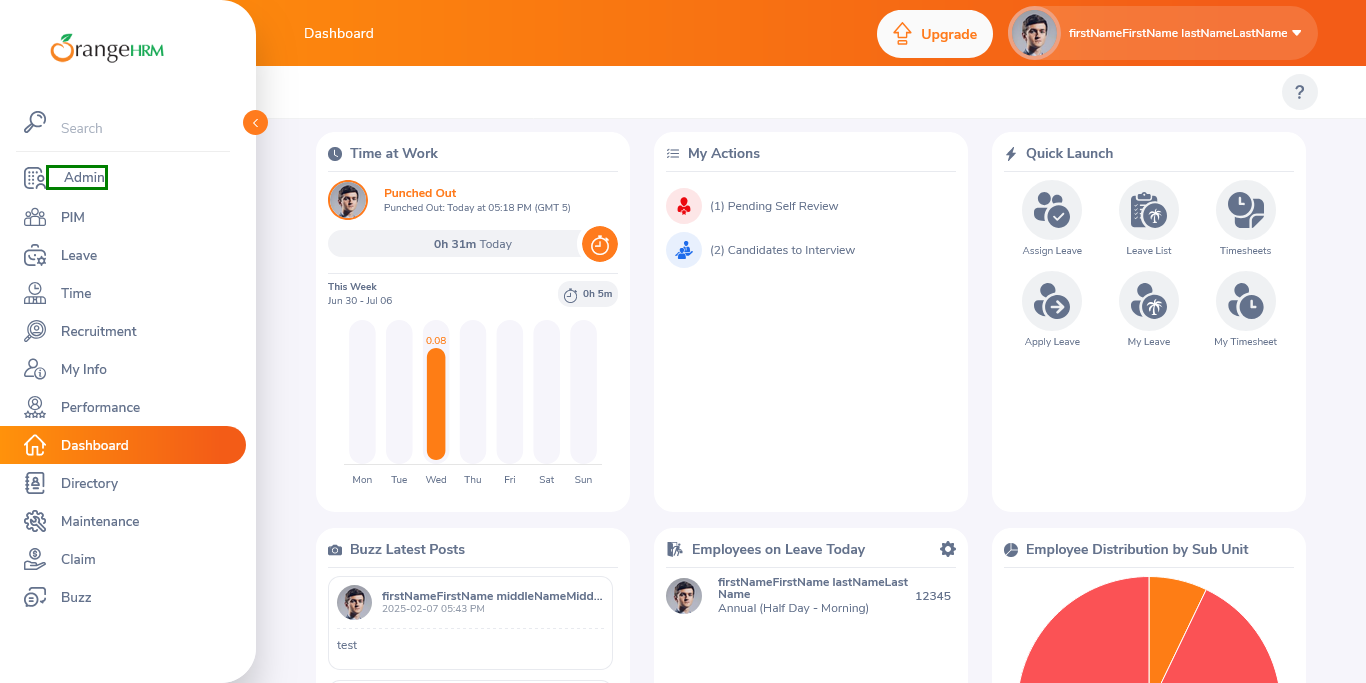 OrangeHRM
Dashboard
Upgrade
firstNameFirstName lastNameLastName
?
Search
Admin
PIM
Leave
Time
Recruitment
My Info
Performance
Dashboard
Directory
Maintenance
Claim
Buzz
Time at Work
Punched Out
Punched Out: Today at 05:18 PM (GMT 5)
0h 31m Today
This Week
Jun 30 - Jul 06
0h 5m
0.08
Mon Tue Wed Thu Fri Sat Sun
My Actions
(1) Pending Self Review
(2) Candidates to Interview
Quick Launch
Assign Leave Leave List Timesheets
Apply Leave My Leave My Timesheet
Buzz Latest Posts
firstNameFirstName middleNameMidd...
2025-02-07 05:43 PM
test
Employees on Leave Today
firstNameFirstName lastNameLast
Name
Annual (Half Day - Morning)
12345
Employee Distribution by Sub Unit